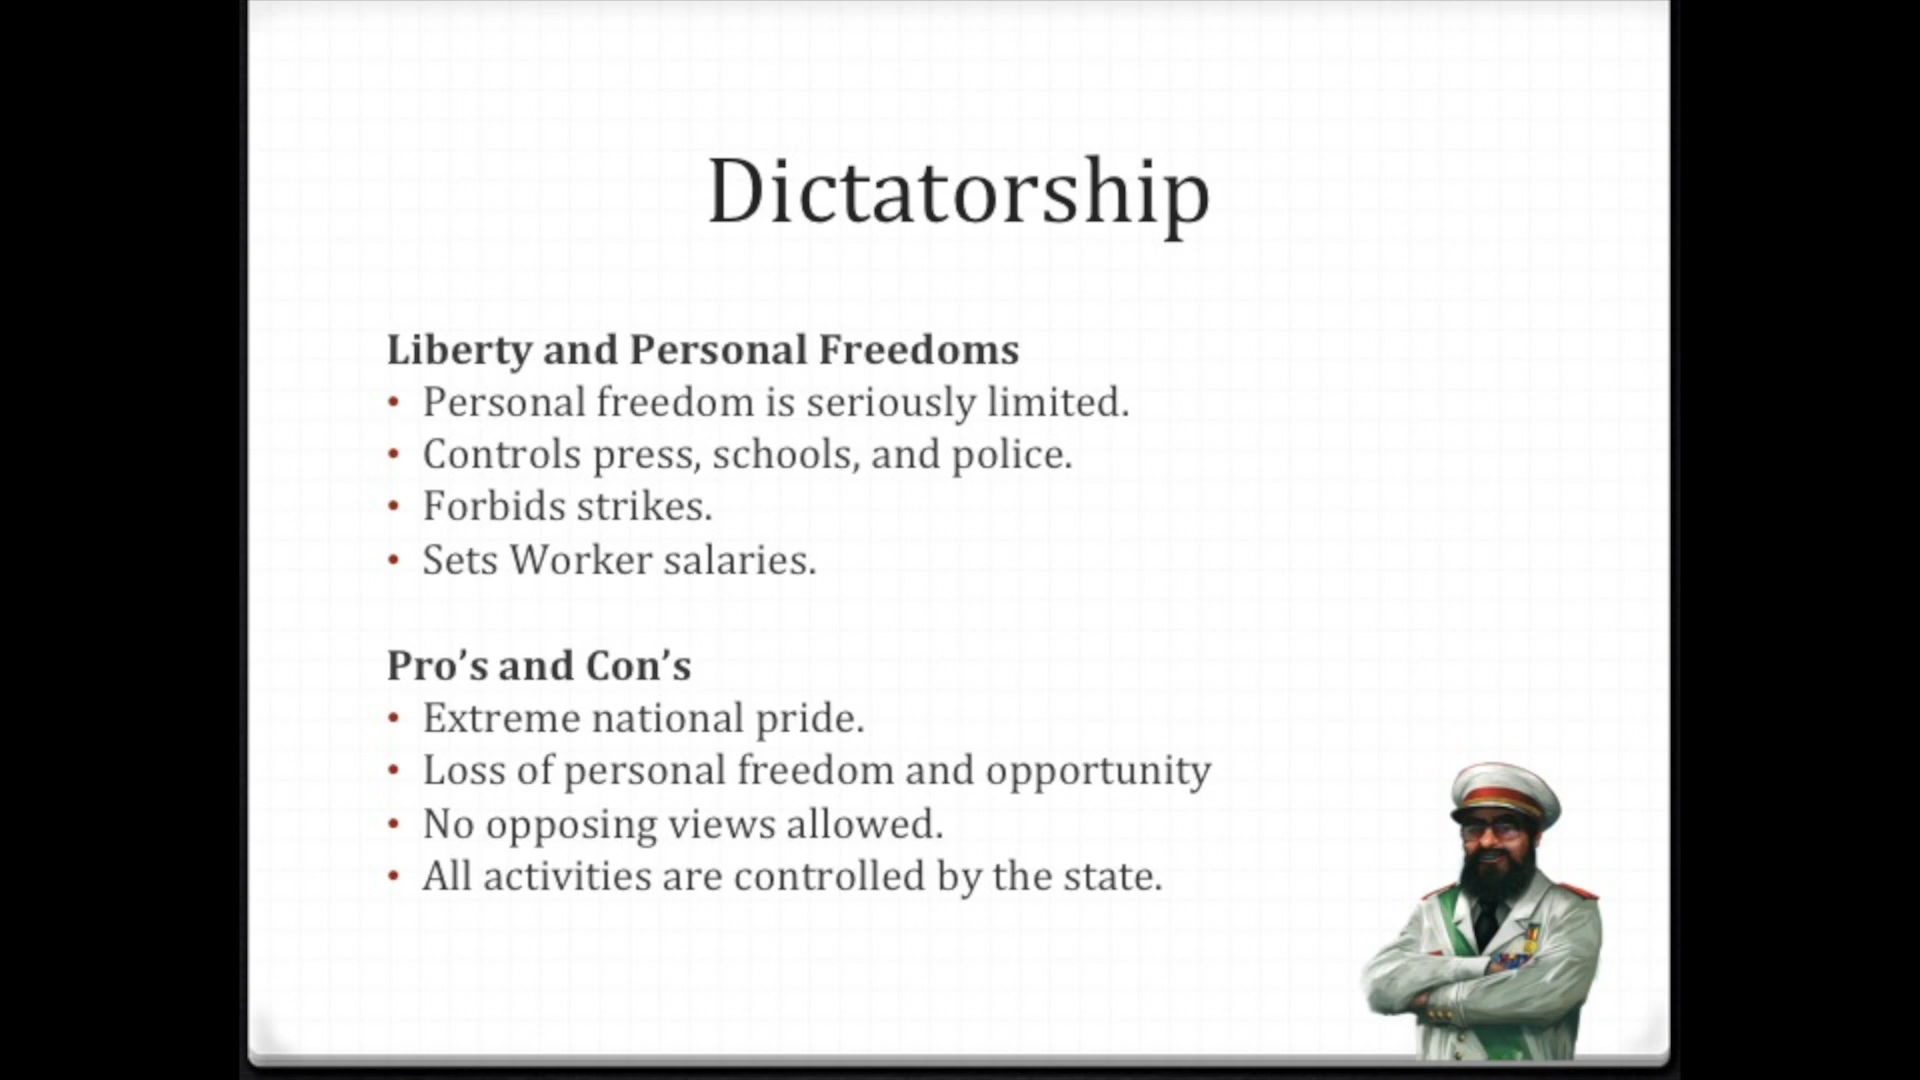 Dictatorship
Liberty and Personal Freedoms
• Personal freedom is seriously limited.
• Controls press, schools, and police.
• Forbids strikes.
• Sets Worker salaries.
Pro’s and Con’s
• Extreme national pride.
• Loss of personal freedom and opportunity
• No opposing views allowed.
• All activities are controlled by the state.